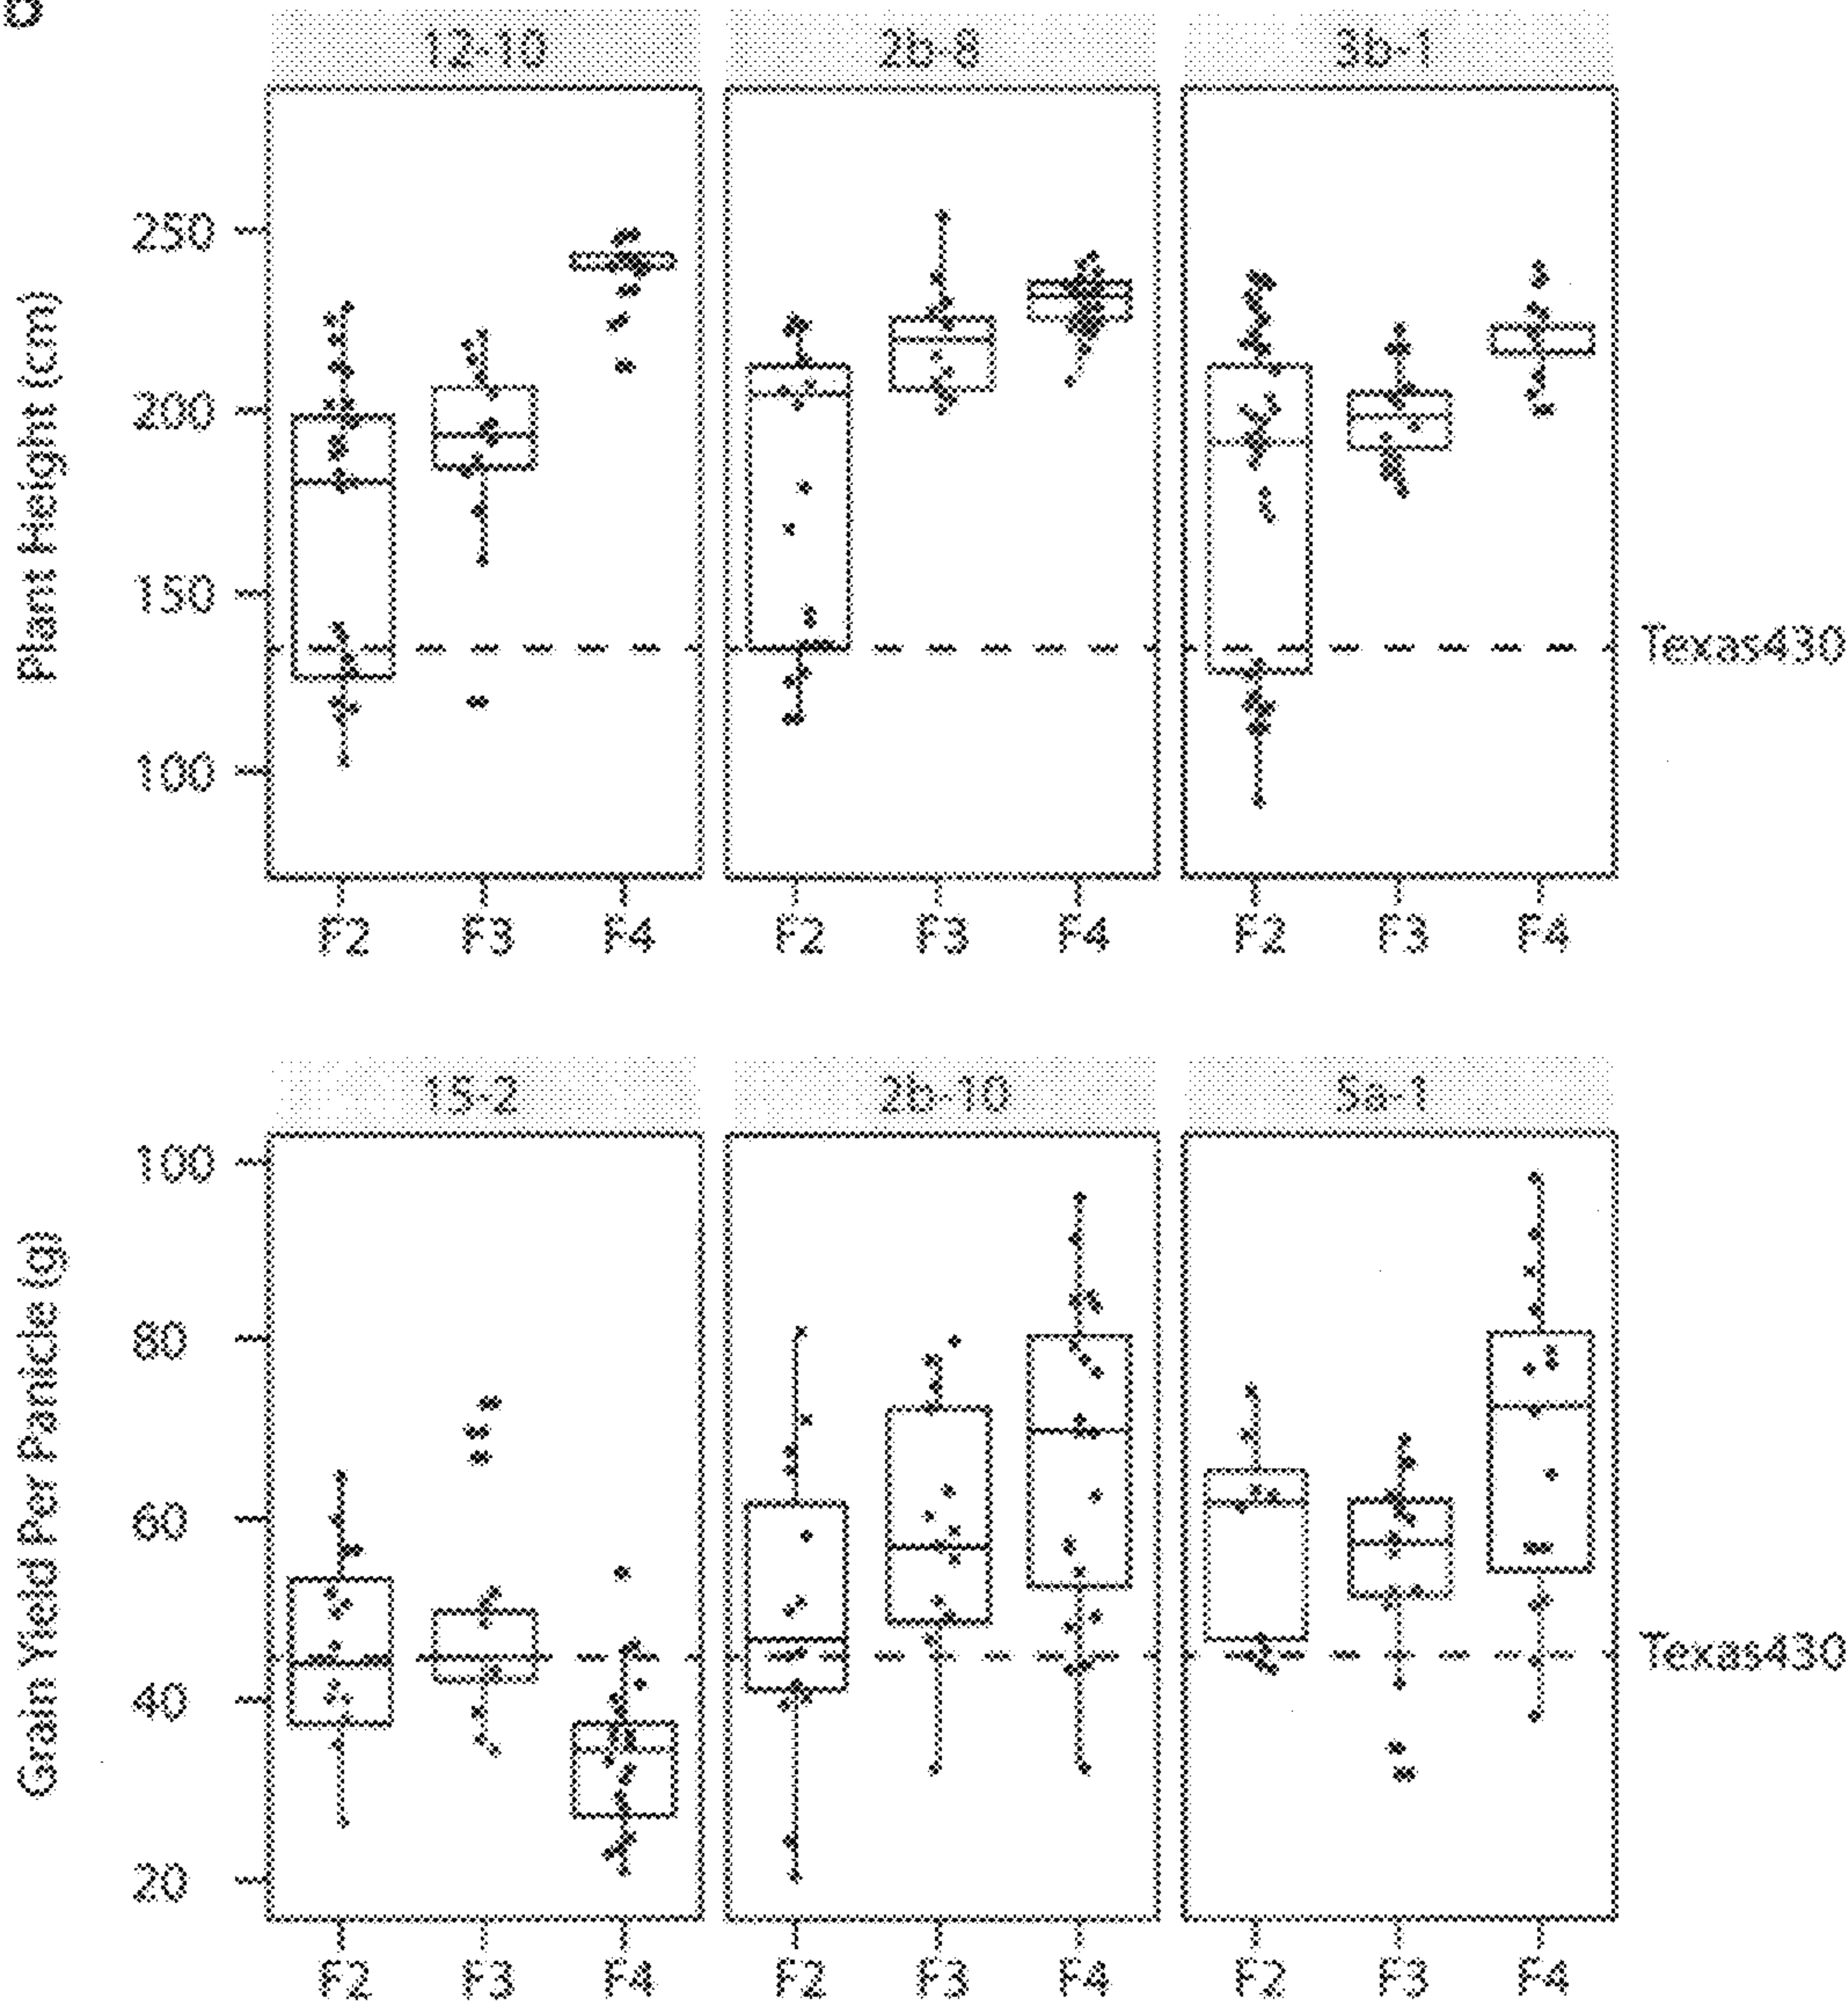 b
12-10 2b-8 3b-1
Plant Height (cm)
250
200
150
100
Texas430
F2 F3 F4 F2 F3 F4 F2 F3 F4
15-2 2b-10 5a-1
Grain Yield Per Panicle (g)
100
80
60
40
20
Texas430
F2 F3 F4 F2 F3 F4 F2 F3 F4